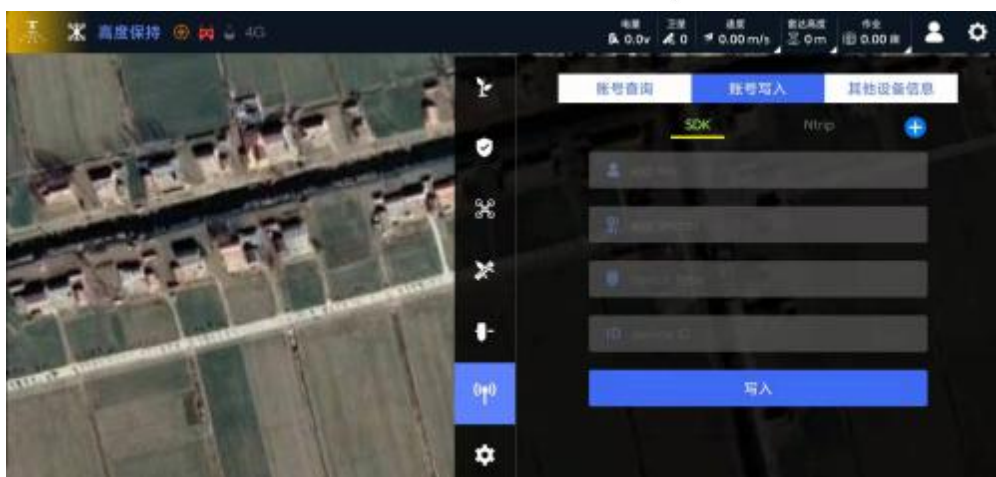 高度保持 4G
电量 0.0v
卫星 0
速度 0.00 m/s
雷达高度 0m
作业 0.00 亩
账号查询 账号写入 其他设备信息
SDK Ntrip
写入